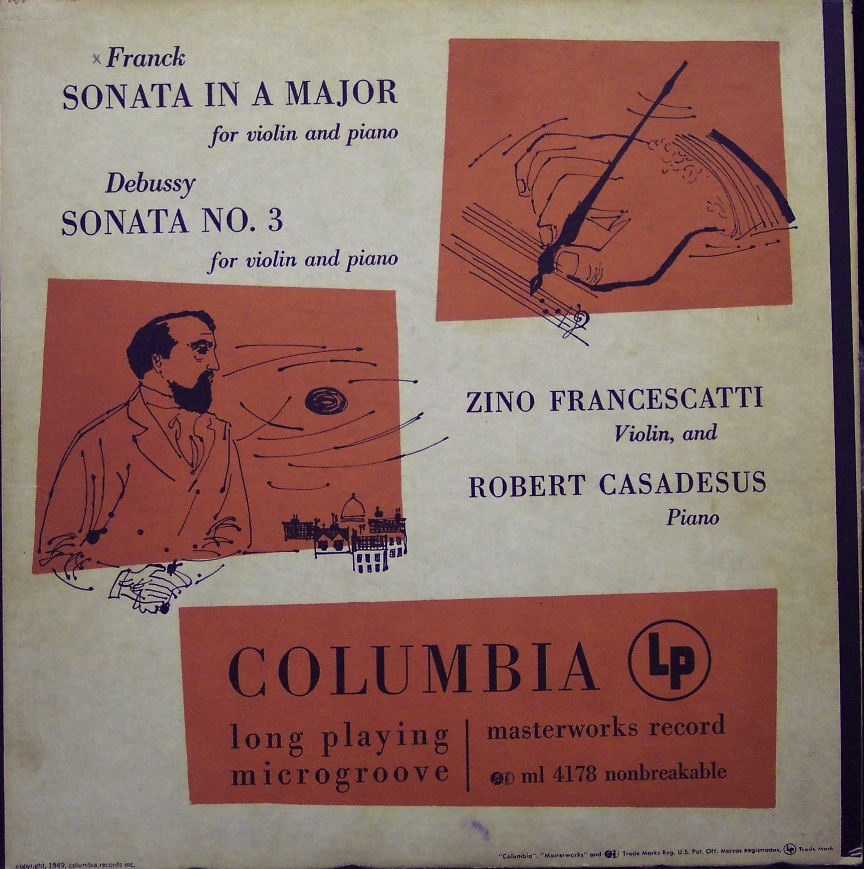 x Franck
SONATA IN A MAJOR
for violin and piano
Debussy
SONATA NO. 3
for violin and piano
ZINO FRANCESCATTI
Violin, and
ROBERT CASADESUS
Piano
COLUMBIA LP
long playing
microgroove
masterworks record
ml 4178 nonbreakable
"Columbia", "Masterworks" and Trade Marks Reg. U.S. Pat. Off. Marcas Registradas, LP Trade Mark
copyright, 1949, columbia records inc.